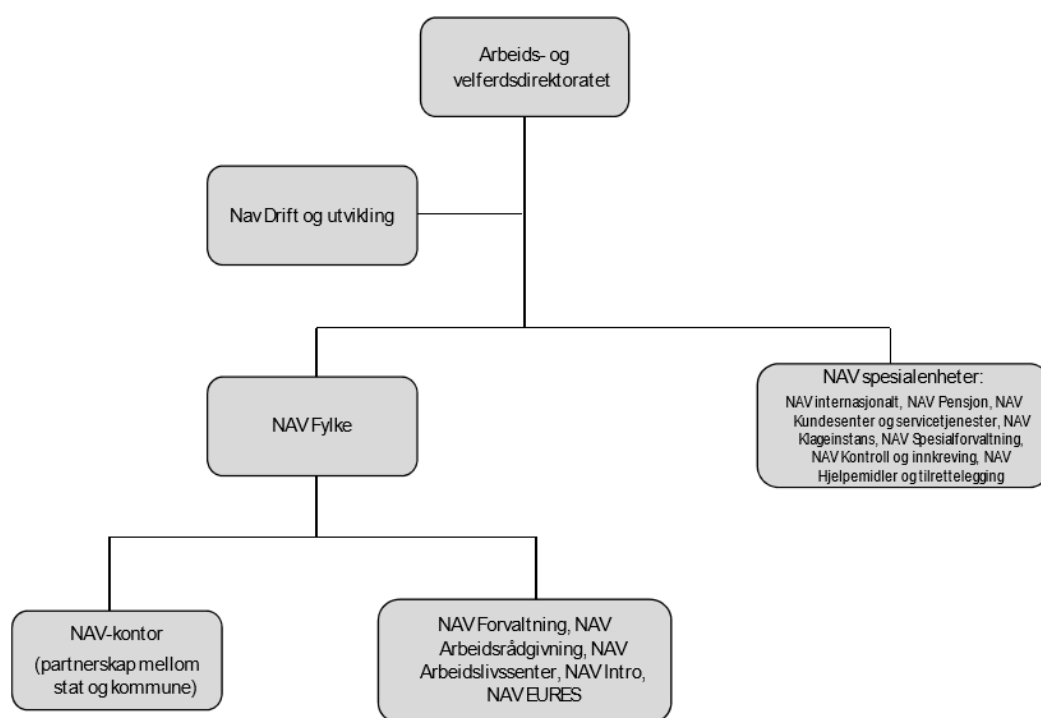 Arbeids- og
velferdsdirektoratet
Nav Drift og utvikling
NAV Fylke
NAV spesialenheter:
NAV internasjonalt, NAV Pensjon, NAV
Kundesenter og servicetjenester, NAV
Klageinstans, NAV Spesialforvaltning,
NAV Kontroll og innkreving, NAV
Hjelpemidler og tilrettelegging
NAV-kontor
(partnerskap mellom
stat og kommune)
NAV Forvaltning, NAV
Arbeidsrådgivning, NAV
Arbeidslivssenter, NAV Intro,
NAV EURES